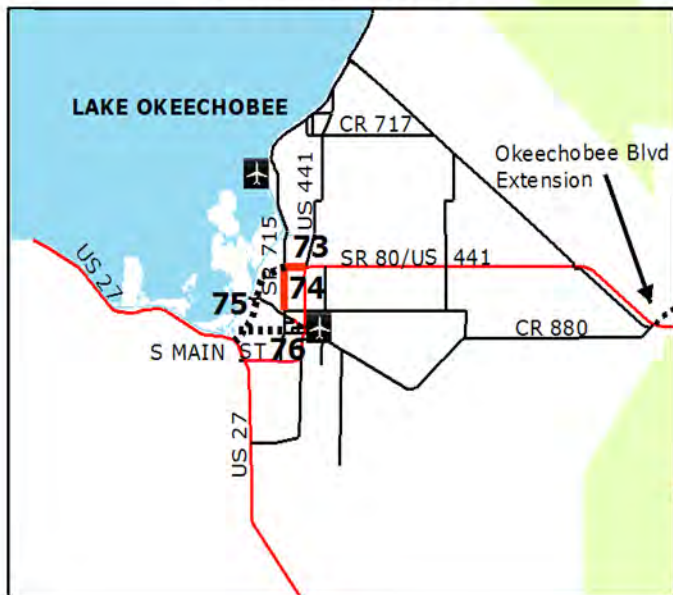 LAKE OKEECHOBEE
CR 717
Okeechobee Blvd
Extension
US 441
SR 715
73
SR 80/US 441
US 27
74
75
CR 880
S MAIN ST
76
US 27